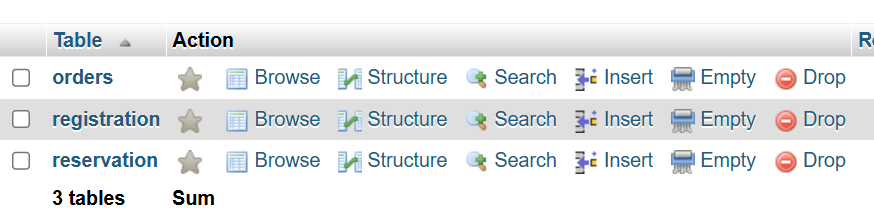 Table Action
orders Browse Structure Search Insert Empty Drop
registration Browse Structure Search Insert Empty Drop
reservation Browse Structure Search Insert Empty Drop
3 tables Sum